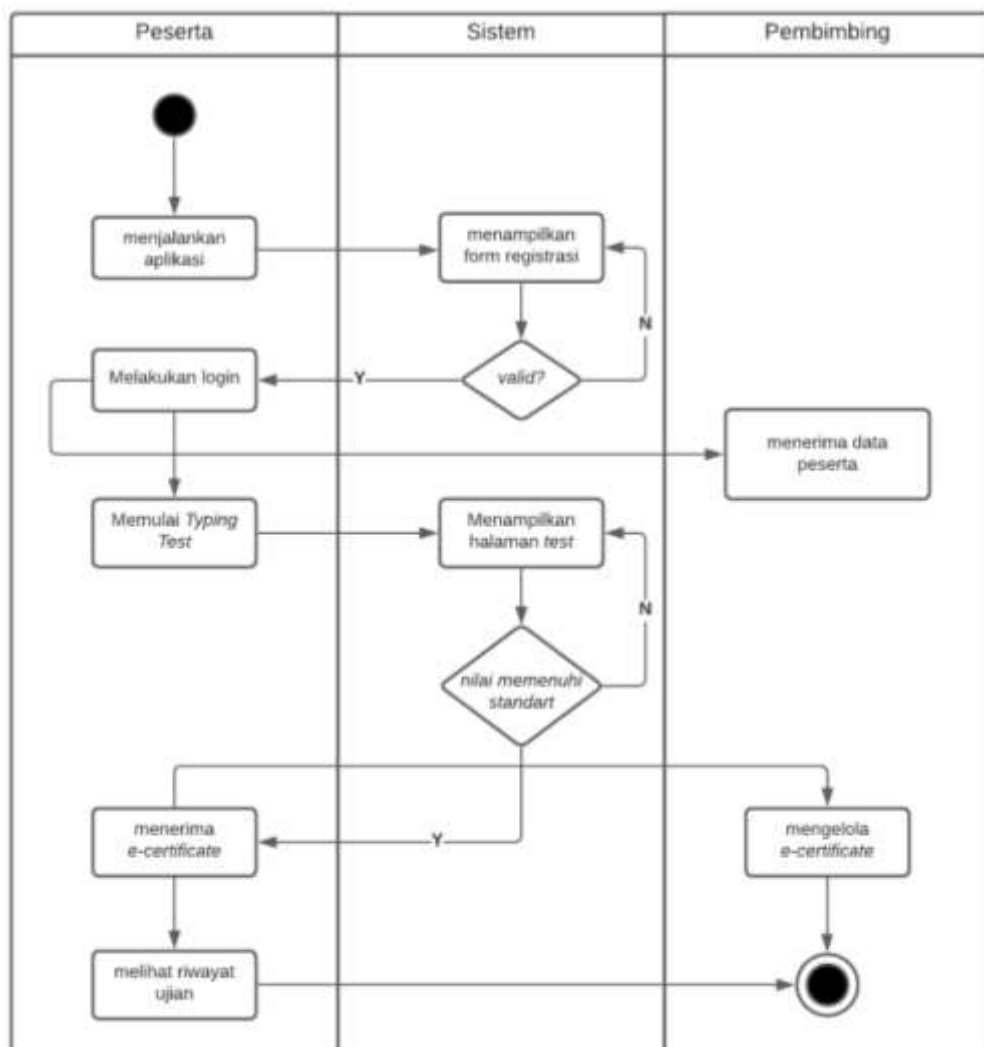 Peserta
Sistem
Pembimbing
menjalankan
aplikasi
menampilkan
form registrasi
N
Melakukan login
Y
valid?
menerima data
peserta
Memulai Typing
Test
Menampilkan
halaman test
N
nilai memenuhi
standart
menerima
e-certificate
Y
mengelola
e-certificate
melihat riwayat
ujian